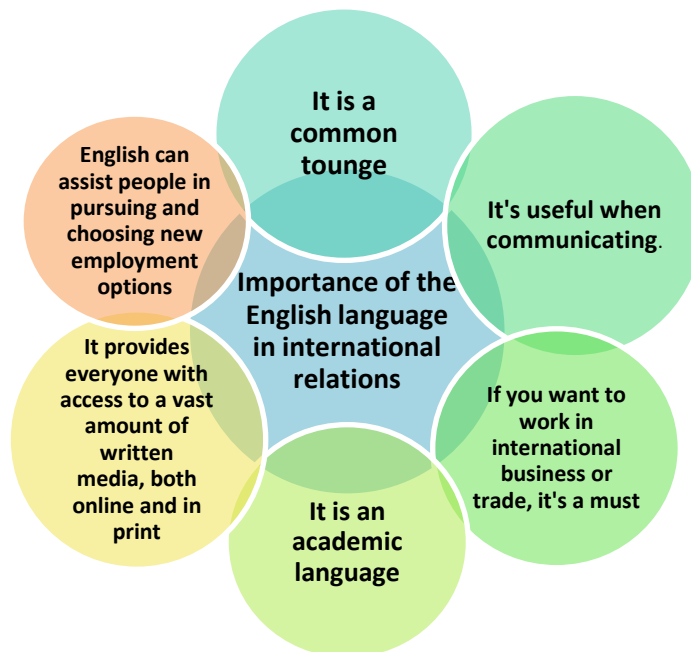 It is a
common
tounge
English can
assist people in
pursuing and
choosing new
employment
options
It's useful when
communicating.
Importance of the
English language
in international
relations
It provides
everyone with
access to a vast
amount of
written
media, both
online and in
print
If you want to
work in
international
business or
trade, it's a must
It is an
academic
language